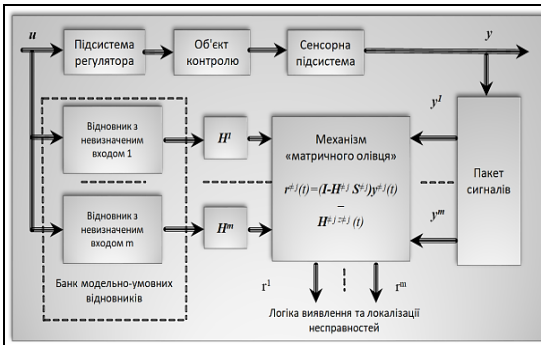 u
Підсистема
регулятора
Об'єкт
контролю
Сенсорна
підсистема
y
y¹
Відновник з
невизначеним
входом 1
H¹
Механізм
«матричного олівця»
r≠j(t)=(I-H≠j S≠j)y≠j(t)
–
H≠j z≠j(t)
Пакет
сигналів
Відновник з
невизначеним
входом m
Hᵐ
yᵐ
Банк модельно-умовних
відновників
r¹
rᵐ
Логіка виявлення та локалізації
несправностей